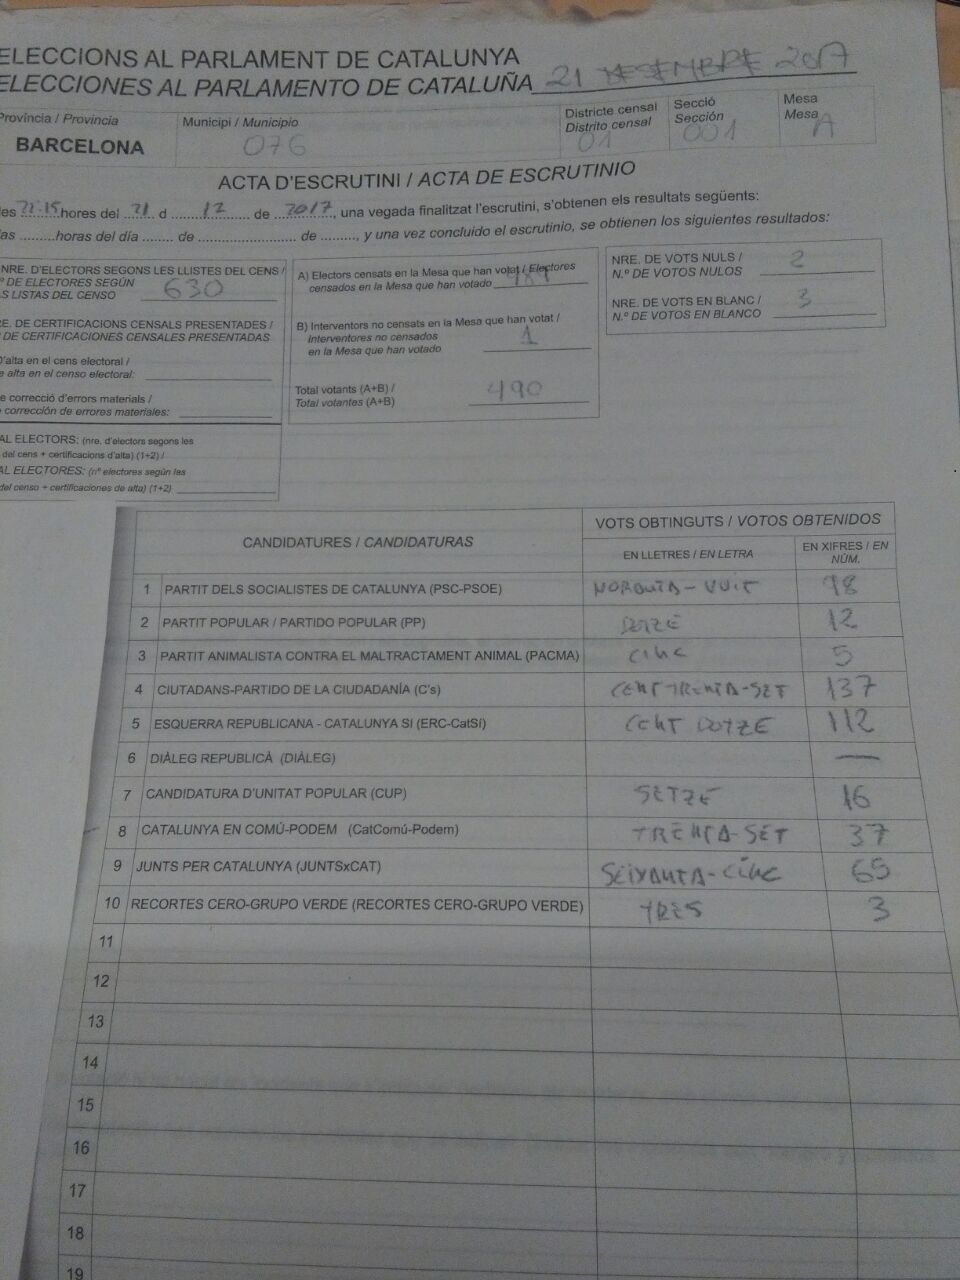 ELECCIONS AL PARLAMENT DE CATALUNYA
ELECCIONES AL PARLAMENTO DE CATALUÑA 21 DESEMBRE 2017
Província / Provincia
BARCELONA
Municipi / Municipio
076
Districte censal
Distrito censal
01
Secció
Sección
001
Mesa
Mesa
A
ACTA D'ESCRUTINI / ACTA DE ESCRUTINIO
les 22:15 hores del 21 d 12 de 2017, una vegada finalitzat l'escrutini, s'obtenen els resultats següents:
las .........horas del día ........ de ......................... de ........., y una vez concluido el escrutinio, se obtienen los siguientes resultados:
NRE. D'ELECTORS SEGONS LES LLISTES DEL CENS /
º DE ELECTORES SEGÚN
S LISTAS DEL CENSO 630
E. DE CERTIFICACIONS CENSALS PRESENTADES /
DE CERTIFICACIONES CENSALES PRESENTADAS
D'alta en el cens electoral /
e alta en el censo electoral:
e correcció d'errors materials /
corrección de errores materiales:
AL ELECTORS: (nre. d'electors segons les
del cens + certificacions d'alta) (1+2) /
AL ELECTORES: (nº electores según las
del censo + certificaciones de alta) (1+2)
A) Electors censats en la Mesa que han votat / Electores
censados en la Mesa que han votado 489
B) Interventors no censats en la Mesa que han votat /
Interventores no censados
en la Mesa que han votado 1
Total votants (A+B) /
Total votantes (A+B) 490
NRE. DE VOTS NULS /
N.º DE VOTOS NULOS 2
NRE. DE VOTS EN BLANC /
N.º DE VOTOS EN BLANCO 3
CANDIDATURES / CANDIDATURAS
VOTS OBTINGUTS / VOTOS OBTENIDOS
EN LLETRES / EN LETRA
EN XIFRES / EN NÚM.
1 PARTIT DELS SOCIALISTES DE CATALUNYA (PSC-PSOE) NORANTA-VUIT 98
2 PARTIT POPULAR / PARTIDO POPULAR (PP) DOTZE 12
3 PARTIT ANIMALISTA CONTRA EL MALTRACTAMENT ANIMAL (PACMA) CINC 5
4 CIUTADANS-PARTIDO DE LA CIUDADANÍA (C's) CENT TRENTA-SET 137
5 ESQUERRA REPUBLICANA - CATALUNYA SÍ (ERC-CatSí) CENT DOTZE 112
6 DIÀLEG REPUBLICÀ (DIÀLEG) —
7 CANDIDATURA D'UNITAT POPULAR (CUP) SETZE 16
8 CATALUNYA EN COMÚ-PODEM (CatComú-Podem) TRENTA-SET 37
9 JUNTS PER CATALUNYA (JUNTSxCAT) SEIXANTA-CINC 65
10 RECORTES CERO-GRUPO VERDE (RECORTES CERO-GRUPO VERDE) TRES 3
11
12
13
14
15
16
17
18
19